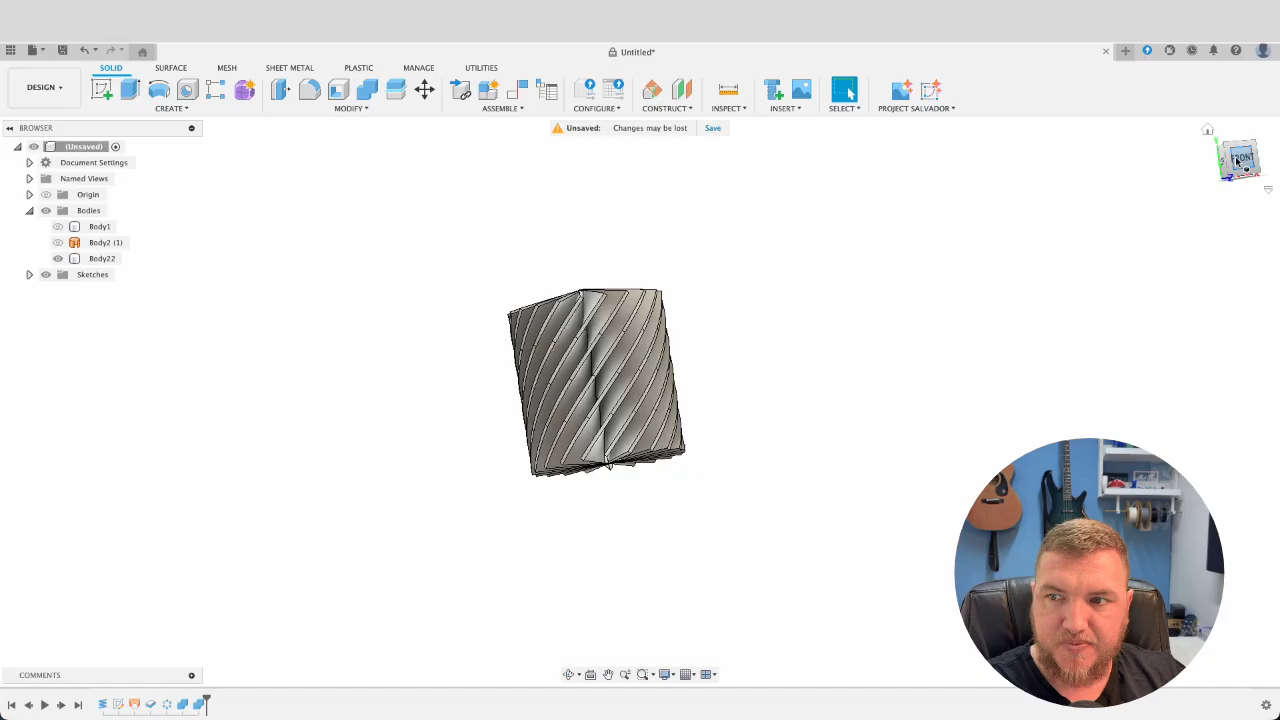 Untitled*
DESIGN
SOLID
SURFACE
MESH
SHEET METAL
PLASTIC
MANAGE
UTILITIES
CREATE
MODIFY
ASSEMBLE
CONFIGURE
CONSTRUCT
INSPECT
INSERT
SELECT
PROJECT SALVADOR
BROWSER
Unsaved: Changes may be lost Save
(Unsaved)
Document Settings
Named Views
Origin
Bodies
Body1
Body2 (1)
Body22
Sketches
FRONT
COMMENTS